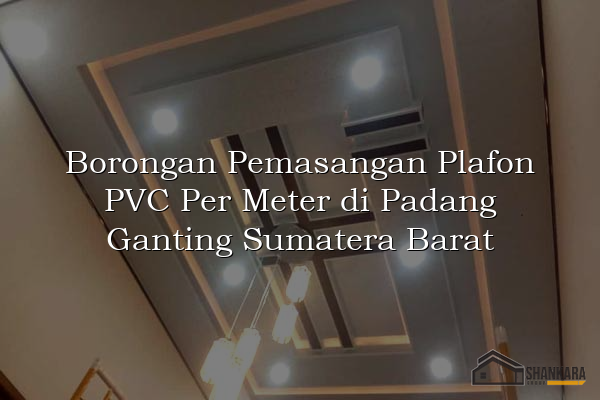 Borongan Pemasangan Plafon
PVC Per Meter di Padang
Ganting Sumatera Barat
SHANKARA